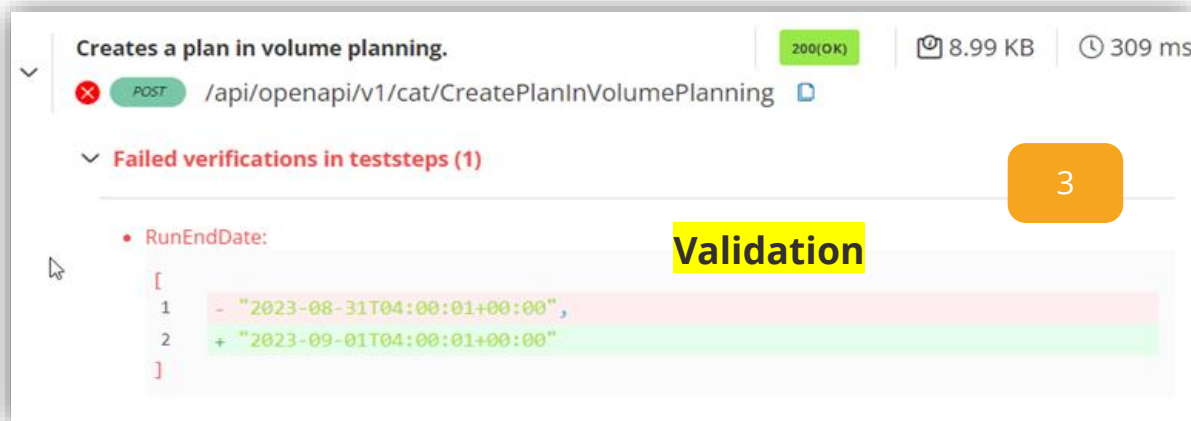 Creates a plan in volume planning. 200(OK) 8.99 KB 309 ms
POST /api/openapi/v1/cat/CreatePlanInVolumePlanning
Failed verifications in teststeps (1)
3
• RunEndDate:
Validation
[
1 - "2023-08-31T04:00:01+00:00",
2 + "2023-09-01T04:00:01+00:00"
]